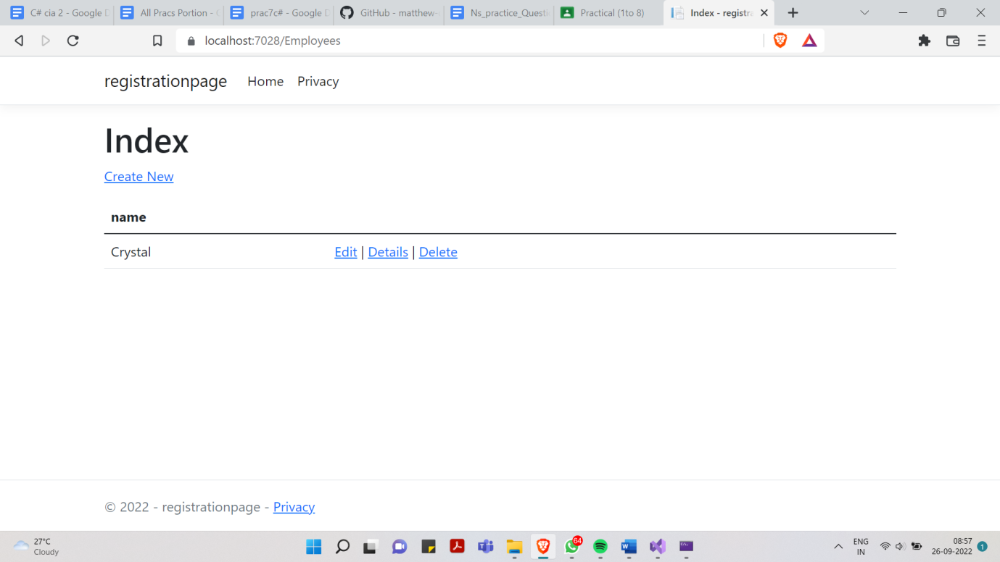 C# cia 2 - Google D
All Pracs Portion - G
prac7c# - Google D
GitHub - matthew-
Ns_practice_Questi
Practical (1to 8)
Index - registra
localhost:7028/Employees
registrationpage Home Privacy
Index
Create New
name
Crystal Edit | Details | Delete
© 2022 - registrationpage - Privacy
27°C
Cloudy
64
ENG
IN
08:57
26-09-2022
1